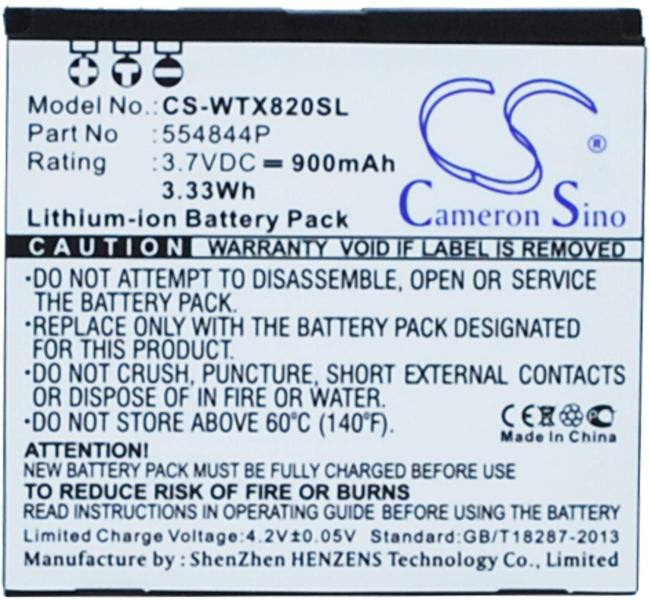 Model No.: CS-WTX820SL
Part No : 554844P
Rating : 3.7VDC = 900mAh
3.33Wh
Lithium-ion Battery Pack
CS
®
Cameron Sino
CAUTION WARRANTY VOID IF LABEL IS REMOVED
·DO NOT ATTEMPT TO DISASSEMBLE, OPEN OR SERVICE
THE BATTERY PACK.
·REPLACE ONLY WITH THE BATTERY PACK DESIGNATED
FOR THIS PRODUCT.
·DO NOT CRUSH, PUNCTURE, SHORT EXTERNAL CONTACTS
OR DISPOSE OF IN FIRE OR WATER.
·DO NOT STORE ABOVE 60°C (140°F).
CE
Made In China
ATTENTION!
NEW BATTERY PACK MUST BE FULLY CHARGED BEFORE USE
TO REDUCE RISK OF FIRE OR BURNS
READ INSTRUCTIONS IN OPERATING GUIDE BEFORE USING THE BATTERY
Limited Charge Voltage:4.2V±0.05V Standard:GB/T18287-2013
Manufacture by : ShenZhen HENZENS Technology Co., Ltd